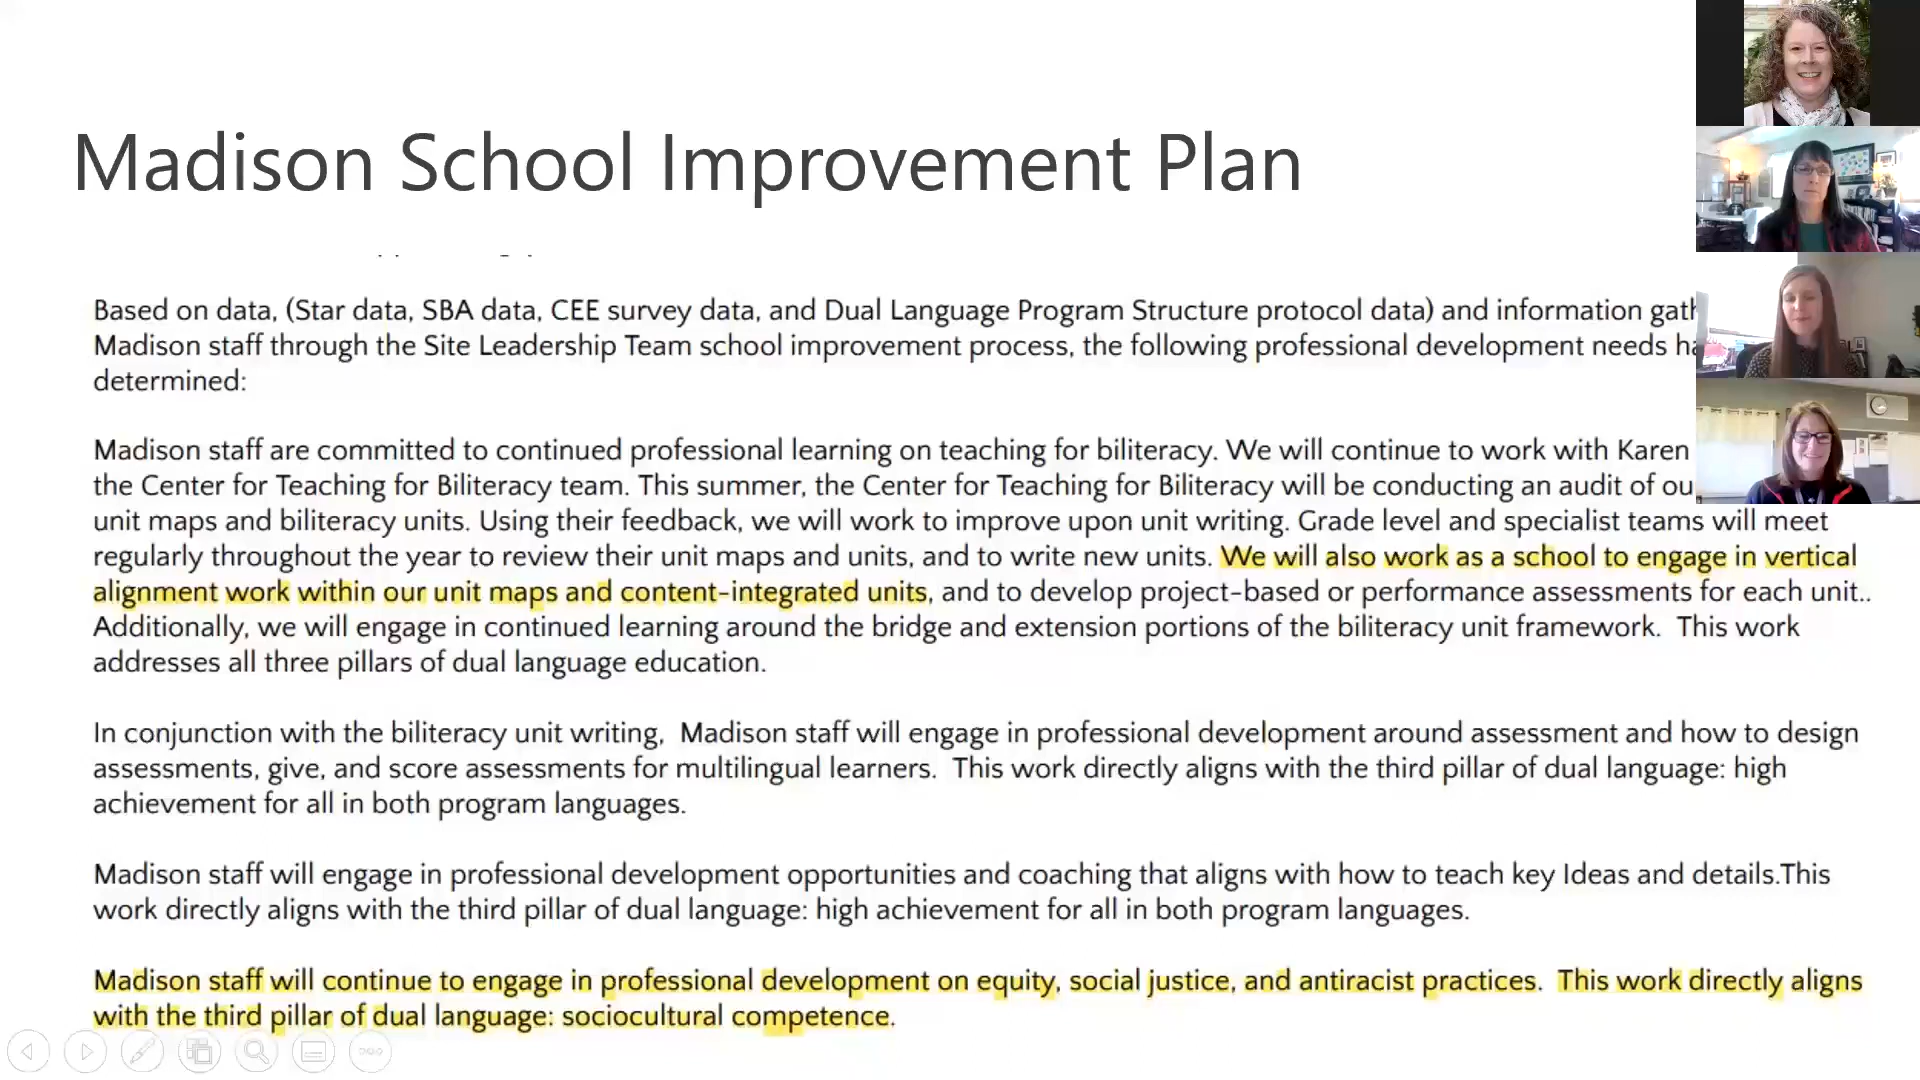 Madison School Improvement Plan
Based on data, (Star data, SBA data, CEE survey data, and Dual Language Program Structure protocol data) and information
Madison staff through the Site Leadership Team school improvement process, the following professional development needs
determined:
Madison staff are committed to continued professional learning on teaching for biliteracy. We will continue to work with Karen
the Center for Teaching for Biliteracy team. This summer, the Center for Teaching for Biliteracy will be conducting an audit of
unit maps and biliteracy units. Using their feedback, we will work to improve upon unit writing. Grade level and specialist teams will meet
regularly throughout the year to review their unit maps and units, and to write new units. We will also work as a school to engage in vertical
alignment work within our unit maps and content-integrated units, and to develop project-based or performance assessments for each unit..
Additionally, we will engage in continued learning around the bridge and extension portions of the biliteracy unit framework. This work
addresses all three pillars of dual language education.
In conjunction with the biliteracy unit writing, Madison staff will engage in professional development around assessment and how to design
assessments, give, and score assessments for multilingual learners. This work directly aligns with the third pillar of dual language: high
achievement for all in both program languages.
Madison staff will engage in professional development opportunities and coaching that aligns with how to teach key Ideas and details.This
work directly aligns with the third pillar of dual language: high achievement for all in both program languages.
Madison staff will continue to engage in professional development on equity, social justice, and antiracist practices. This work directly aligns
with the third pillar of dual language: sociocultural competence.